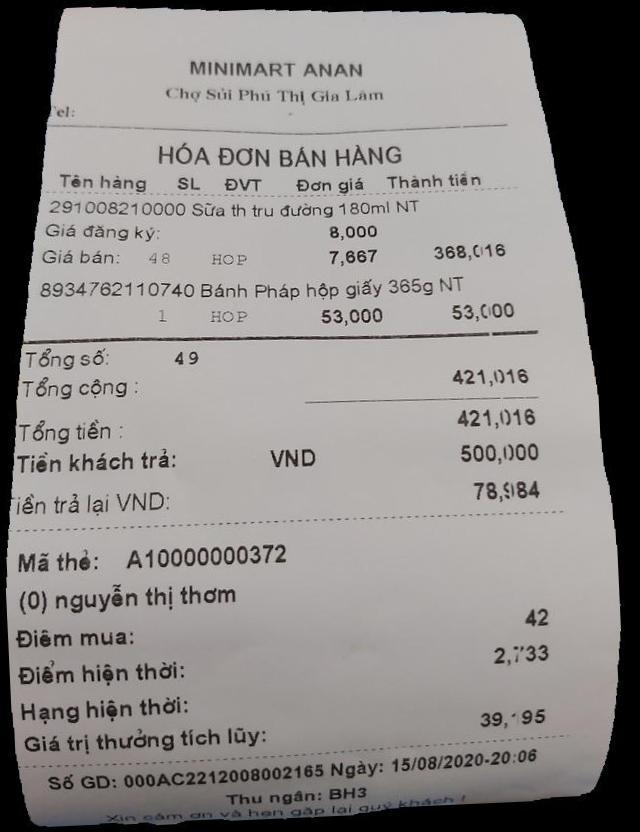 MINIMART ANAN
Chợ Sủi Phú Thị Gia Lâm
Tel:
HÓA ĐƠN BÁN HÀNG
Tên hàng SL ĐVT Đơn giá Thành tiền
291008210000 Sữa th tru đường 180ml NT
Giá đăng ký: 8,000
Giá bán: 48 HOP 7,667 368,016
8934762110740 Bánh Pháp hộp giấy 365g NT
1 HOP 53,000 53,000
Tổng số: 49
Tổng cộng : 421,016
Tổng tiền : 421,016
Tiền khách trả: VND 500,000
iền trả lại VND: 78,984
Mã thẻ: A10000000372
(0) nguyễn thị thơm
Điểm mua: 42
Điểm hiện thời: 2,733
Hạng hiện thời:
Giá trị thưởng tích lũy:
Số GD: 000AC2212008002165 Ngày: 15/08/2020-20:06
Thu ngân: BH3
Xin cảm ơn và hẹn gặp lại quý khách !